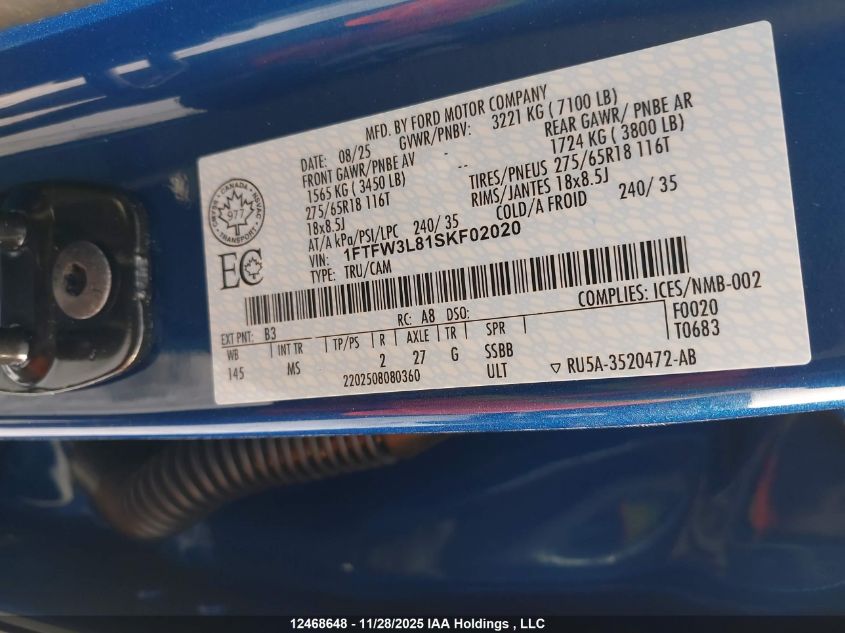 MFD. BY FORD MOTOR COMPANY
DATE: 08/25 GVWR/PNBV: 3221 KG ( 7100 LB)
FRONT GAWR/PNBE AV - - REAR GAWR/ PNBE AR
1565 KG ( 3450 LB) -- 1724 KG ( 3800 LB)
275/65R18 116T TIRES/PNEUS 275/65R18 116T
18x8.5J RIMS/JANTES 18x8.5J
AT/A kPa/PSI/LPC 240/ 35 COLD/A FROID 240/ 35
VIN: 1FTFW3L81SKF02020
TYPE: TRU/CAM
CANADA
977
TRANSPORT
EC
COMPLIES: ICES/NMB-002
EXT PNT: B3 RC: A8 DSO: F0020
WB INT TR TP/PS R AXLE TR SPR T0683
145 MS 2 27 G SSBB
2202508080360 ULT ▽ RU5A-3520472-AB
12468648 - 11/28/2025 IAA Holdings , LLC